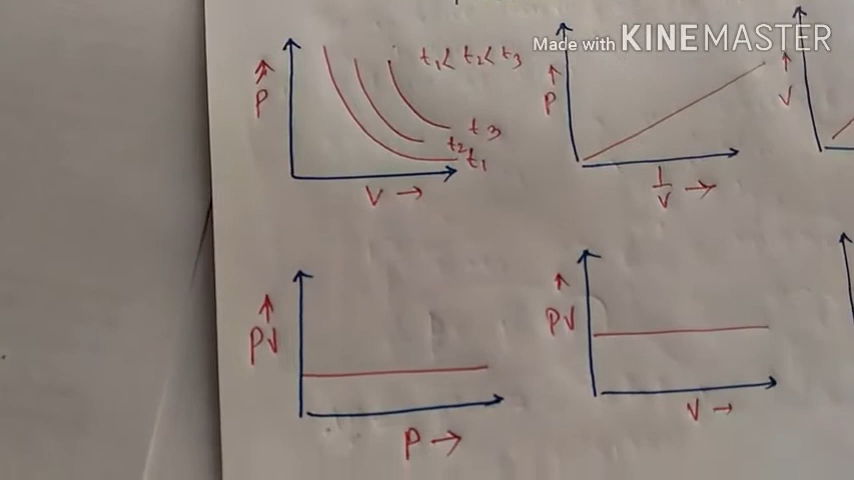 Made with KINEMASTER
t₁< t₂< t₃
↑
P
t₃
t₂
t₁
V →
↑
P
1/V →
↑
V
↑
PV
P →
↑
PV
V →